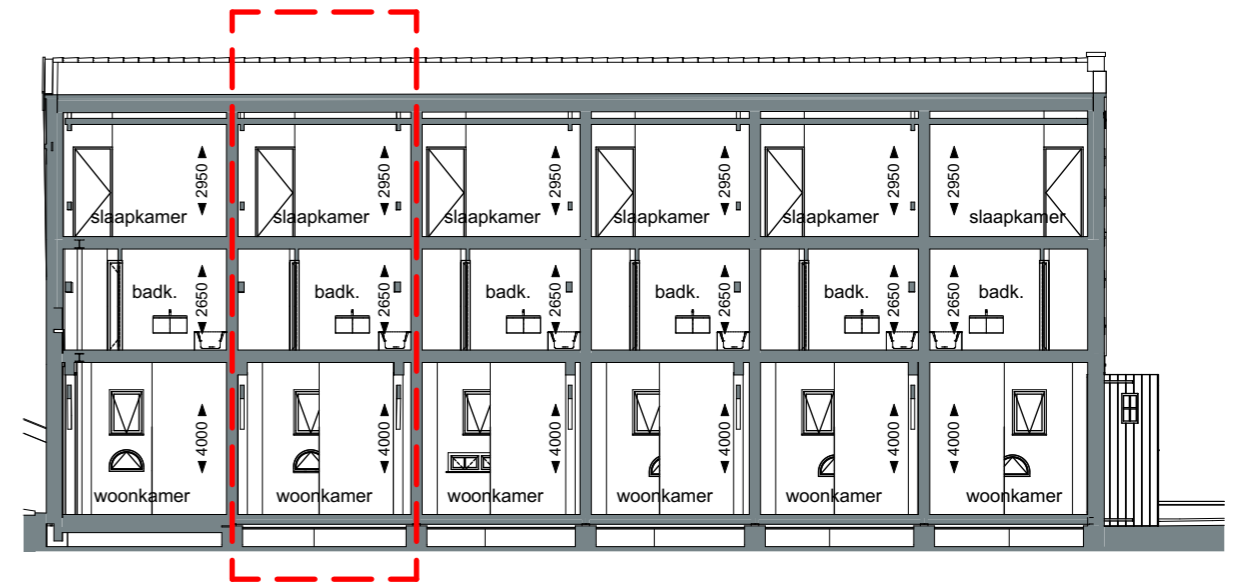 2950 2950 2950 2950 2950 2950
slaapkamer slaapkamer slaapkamer slaapkamer slaapkamer slaapkamer
badk. 2650 badk. 2650 badk. 2650 badk. 2650 badk. 2650 2650 badk.
4000 4000 4000 4000 4000 4000
woonkamer woonkamer woonkamer woonkamer woonkamer woonkamer